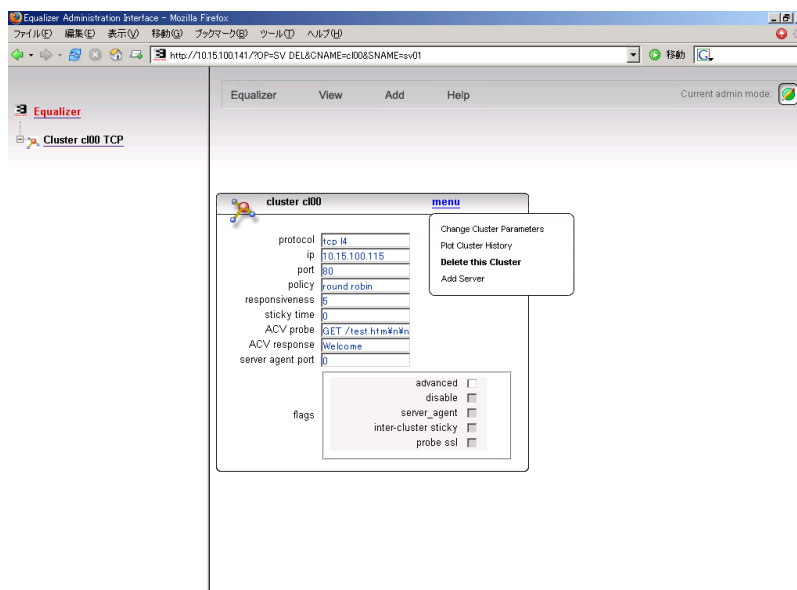 Equalizer Administration Interface - Mozilla Firefox
ファイル(F) 編集(E) 表示(V) 移動(G) ブックマーク(B) ツール(T) ヘルプ(H)
http://10.15.100.141/?OP=SV DEL&CNAME=cl00&SNAME=sv01
移動
Equalizer View Add Help
Current admin mode:
Equalizer
Cluster cl00 TCP
cluster cl00
menu
Change Cluster Parameters
Plot Cluster History
Delete this Cluster
Add Server
protocol tcp l4
ip 10.15.100.115
port 80
policy round robin
responsiveness 5
sticky time 0
ACV probe GET /test.htm¥n¥n
ACV response Welcome
server agent port 0
flags
advanced
disable
server_agent
inter-cluster sticky
probe ssl